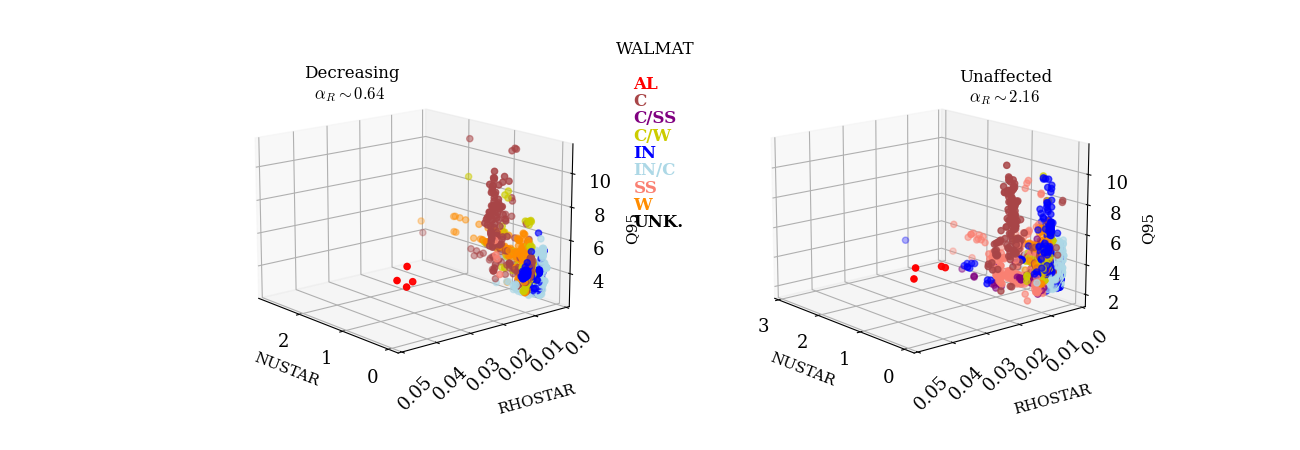 WALMAT
Decreasing
α_R ~ 0.64
AL
C
C/SS
C/W
IN
IN/C
SS
W
UNK.
10
8
6
4
Q95
2
1
0
NUSTAR
0.05
0.04
0.03
0.02
0.01
0.0
RHOSTAR
Unaffected
α_R ~ 2.16
10
8
6
4
2
Q95
3
2
1
0
NUSTAR
0.05
0.04
0.03
0.02
0.01
0.0
RHOSTAR